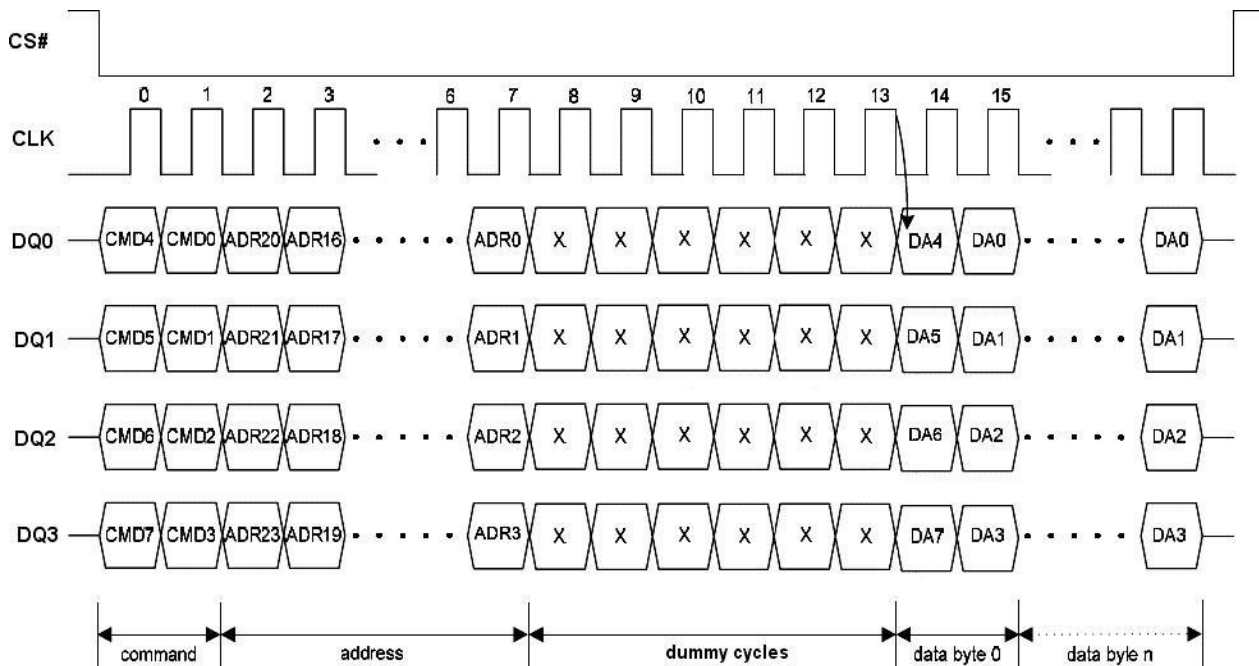 CS#
0 1 2 3 6 7 8 9 10 11 12 13 14 15
CLK
DQ0 CMD4 CMD0 ADR20 ADR16 ADR0 X X X X X X DA4 DA0 DA0
DQ1 CMD5 CMD1 ADR21 ADR17 ADR1 X X X X X X DA5 DA1 DA1
DQ2 CMD6 CMD2 ADR22 ADR18 ADR2 X X X X X X DA6 DA2 DA2
DQ3 CMD7 CMD3 ADR23 ADR19 ADR3 X X X X X X DA7 DA3 DA3
command address dummy cycles data byte 0 data byle n